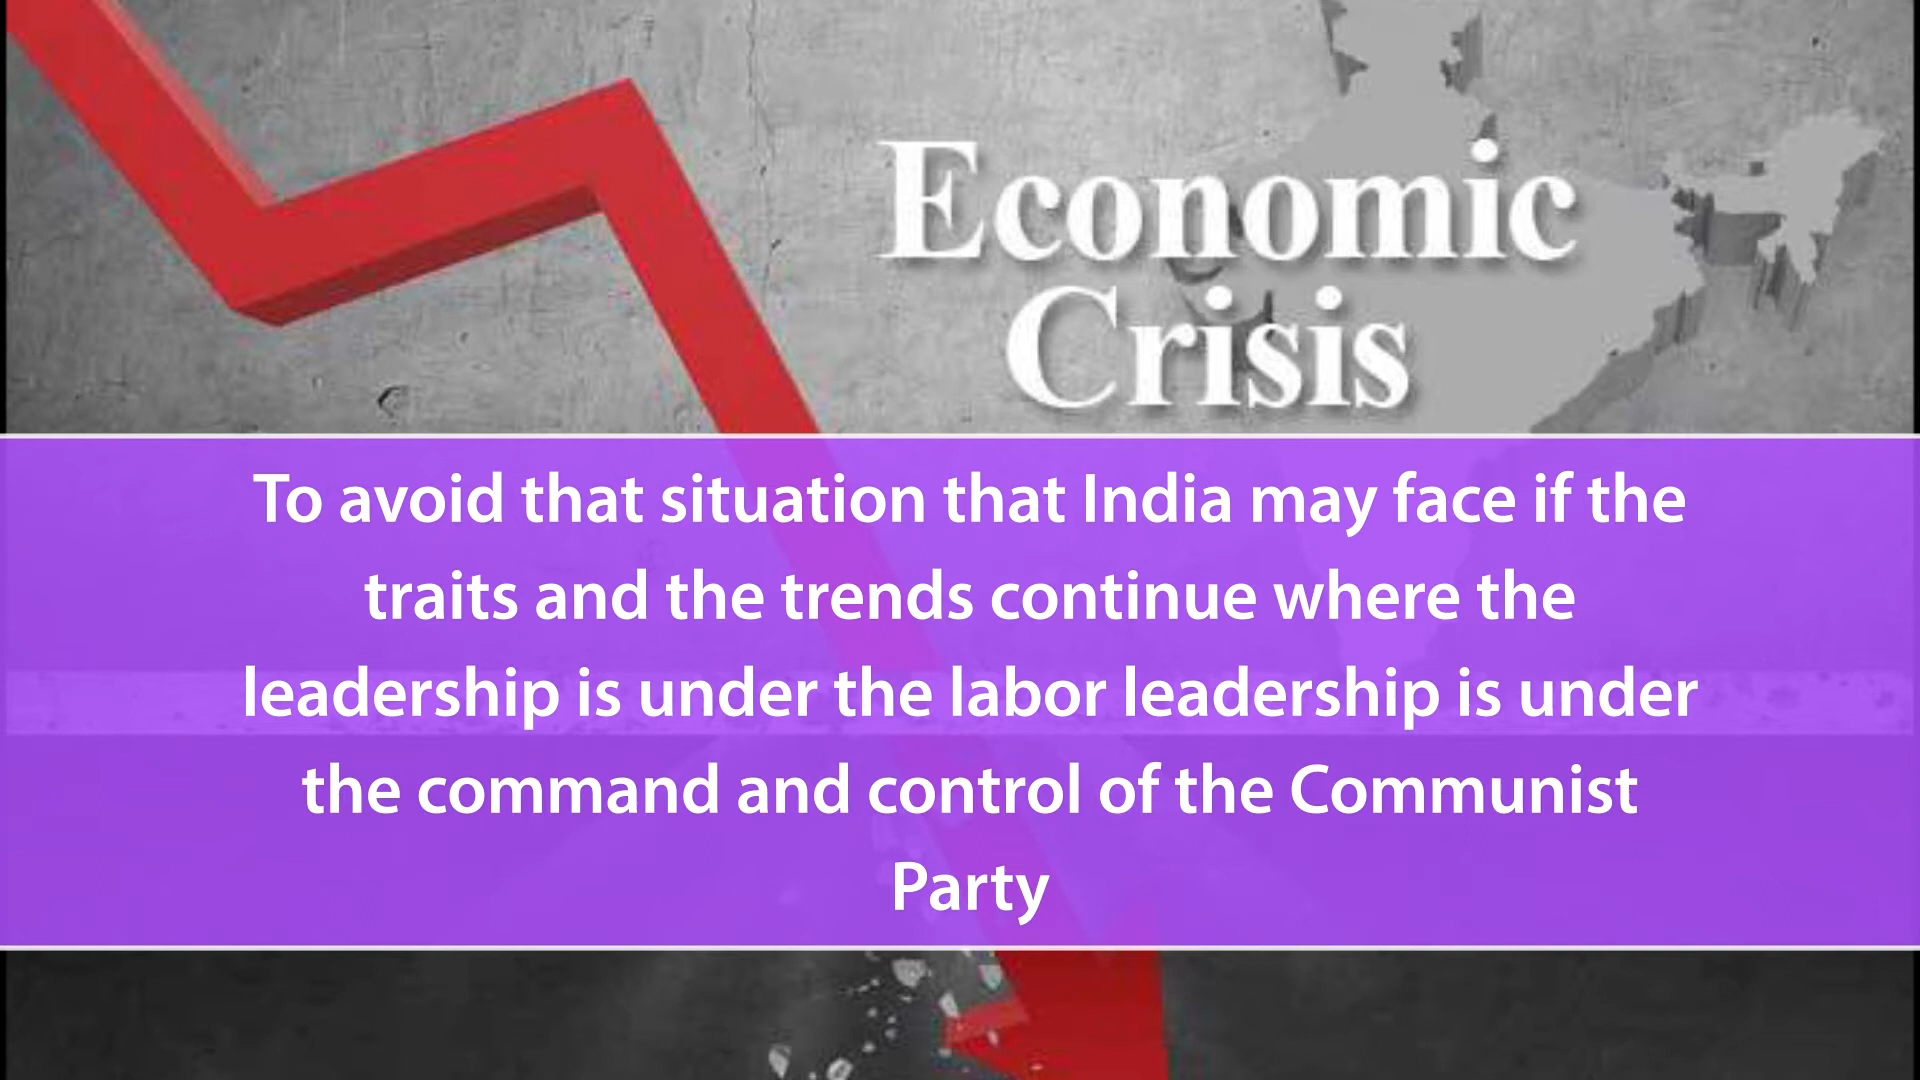 Economic
Crisis
To avoid that situation that India may face if the
traits and the trends continue where the
leadership is under the labor leadership is under
the command and control of the Communist
Party